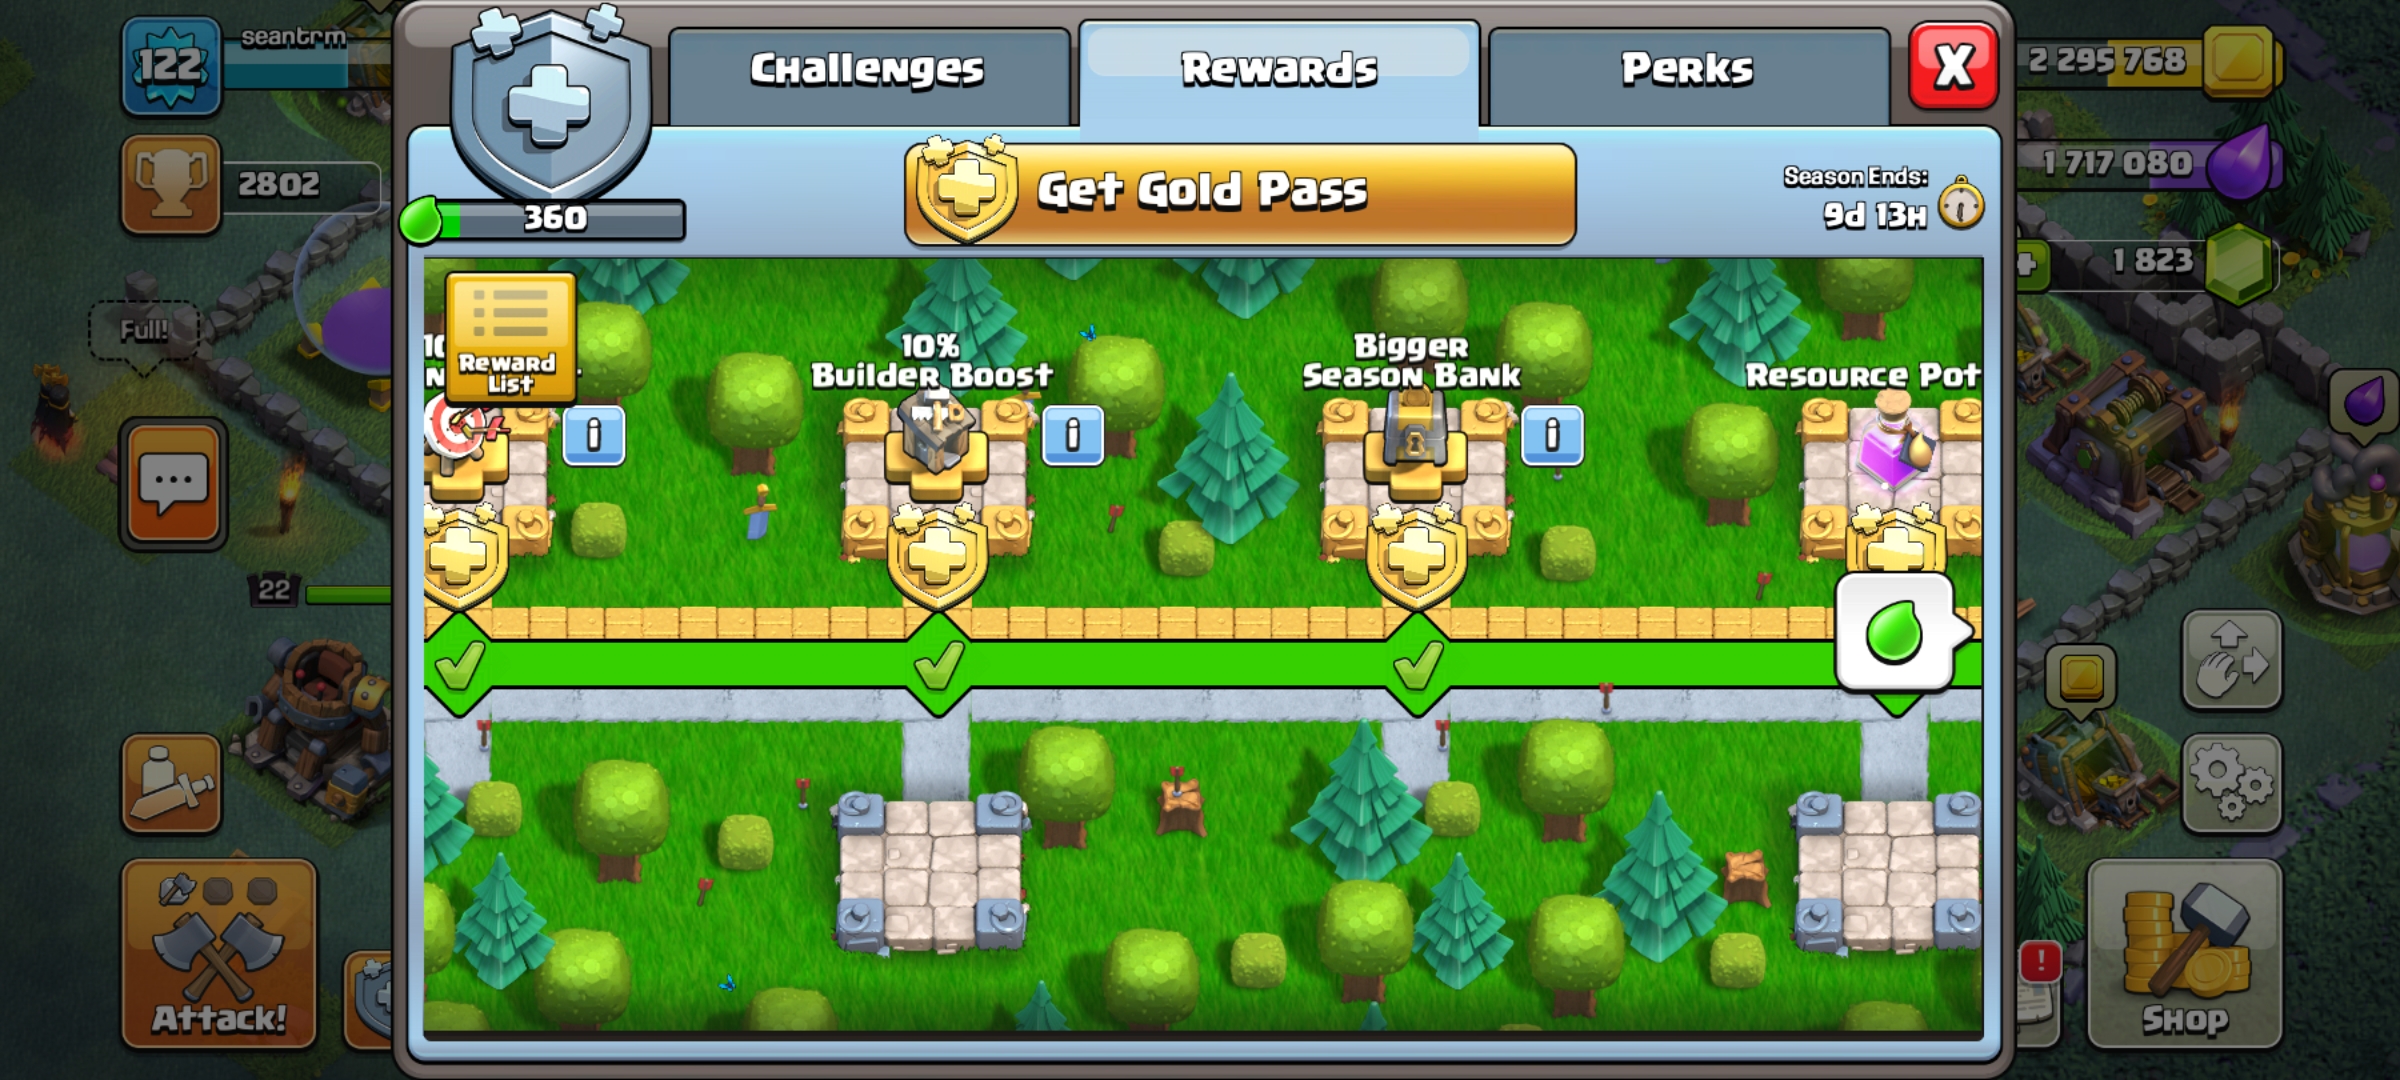 122
seantrm
Challenges
Rewards
Perks
X
2 295 768
2802
360
Get Gold Pass
Season Ends:
9d 13H
1 717 080
1 823
Full!
Reward
List
10%
Builder Boost
Bigger
Season Bank
Resource Pot
i
i
i
22
Attack!
!
Shop